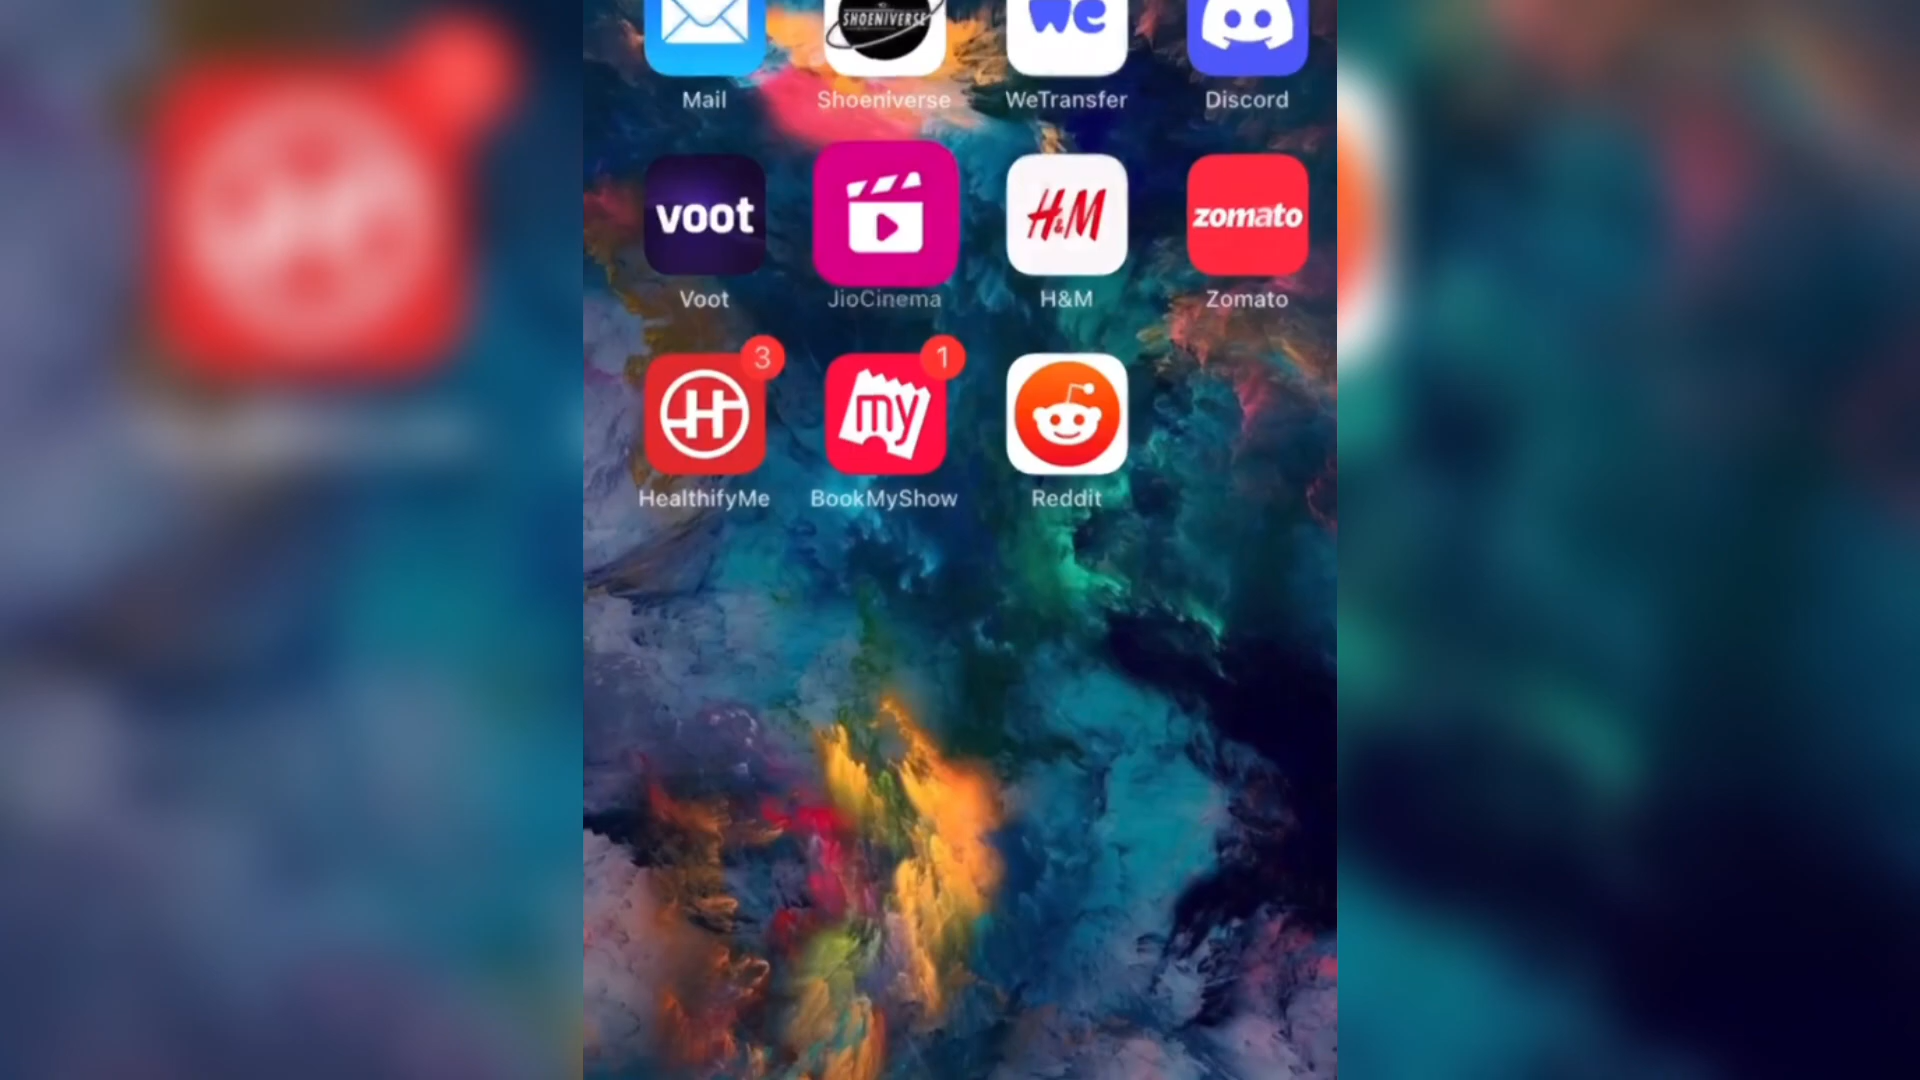 SHOENIVERSE
we
Mail Shoeniverse WeTransfer Discord
voot H&M zomato
Voot JioCinema H&M Zomato
3 1
H my
HealthifyMe BookMyShow Reddit